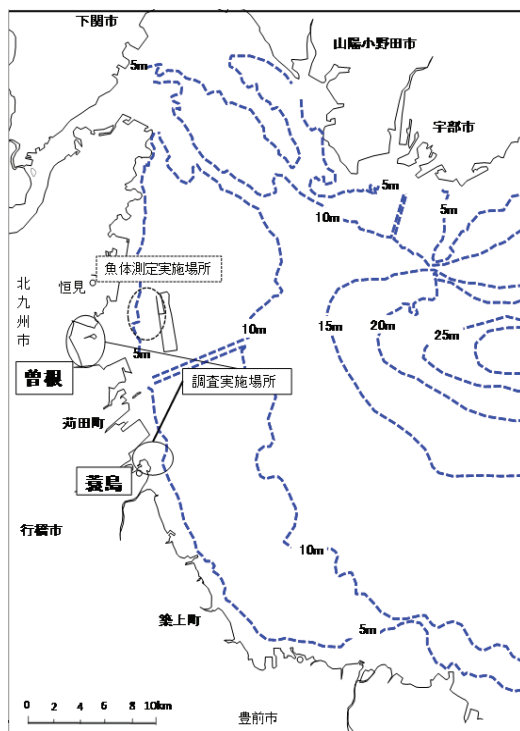 下関市
山陽小野田市
5m
宇部市
5m
10m
5m
魚体測定実施場所
恒見
北九州市
15m
20m
25m
10m
5m
曽根
調査実施場所
苅田町
蓑島
行橋市
10m
築上町
5m
0 2 4 6 8 10km
豊前市